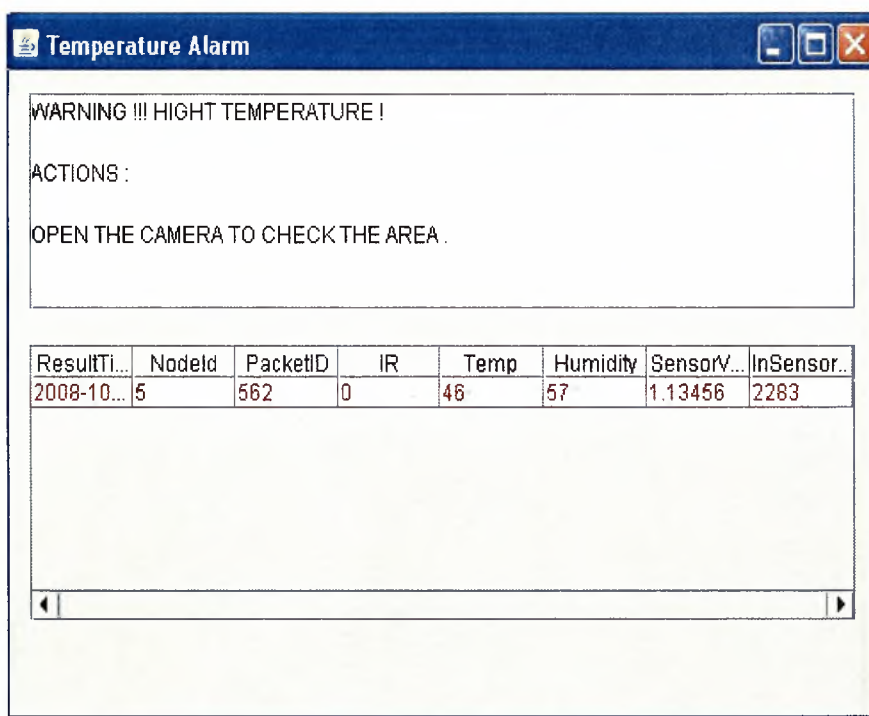 Temperature Alarm
WARNING !!! HIGHT TEMPERATURE !
ACTIONS :
OPEN THE CAMERA TO CHECK THE AREA .
ResultTi... NodeId PacketID IR Temp Humidity SensorV... InSensor..
2008-10... 5 562 0 46 57 1.13456 2283